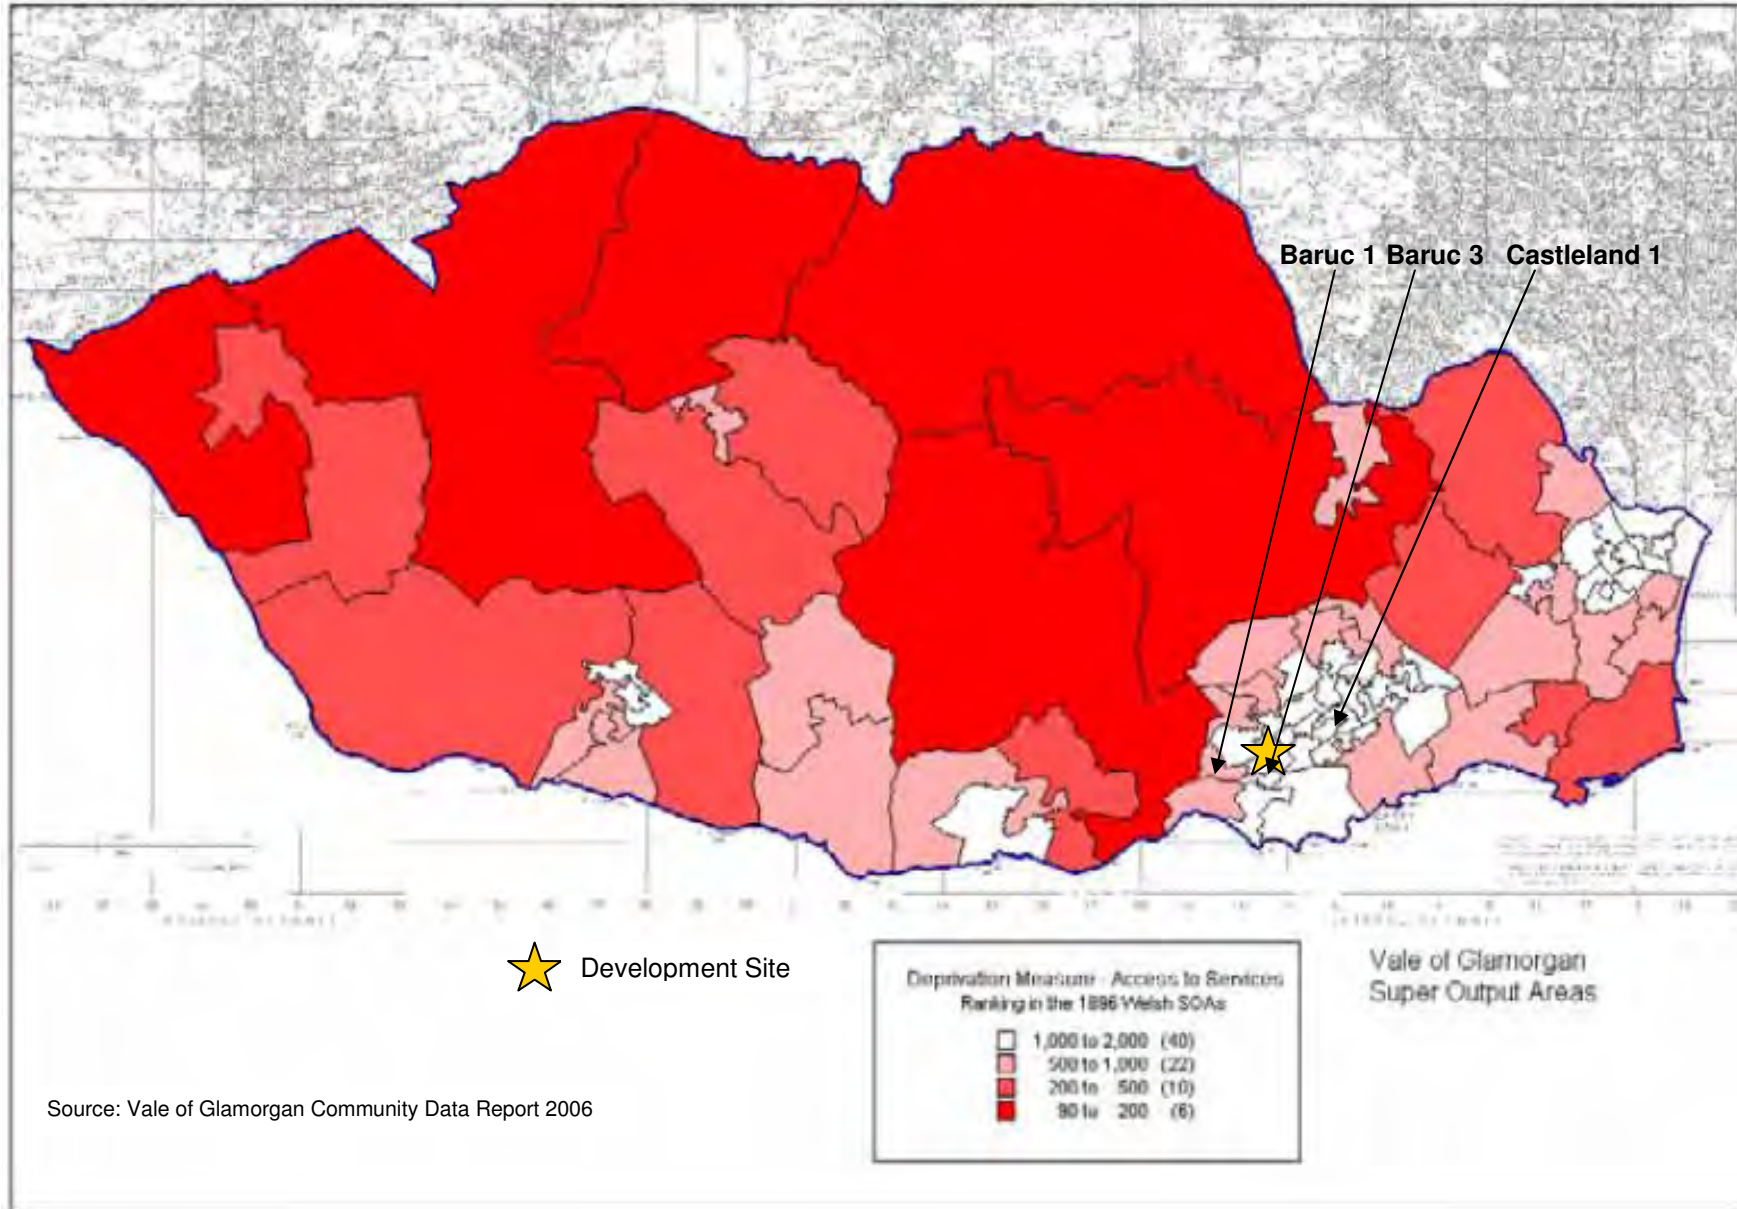 Baruc 1 Baruc 3 Castleland 1
Development Site
Deprivation Measure - Access to Services
Ranking in the 1896 Welsh SOAs
1,000 to 2,000 (40)
500 to 1,000 (22)
200 to 500 (10)
90 to 200 (6)
Vale of Glamorgan
Super Output Areas
Source: Vale of Glamorgan Community Data Report 2006